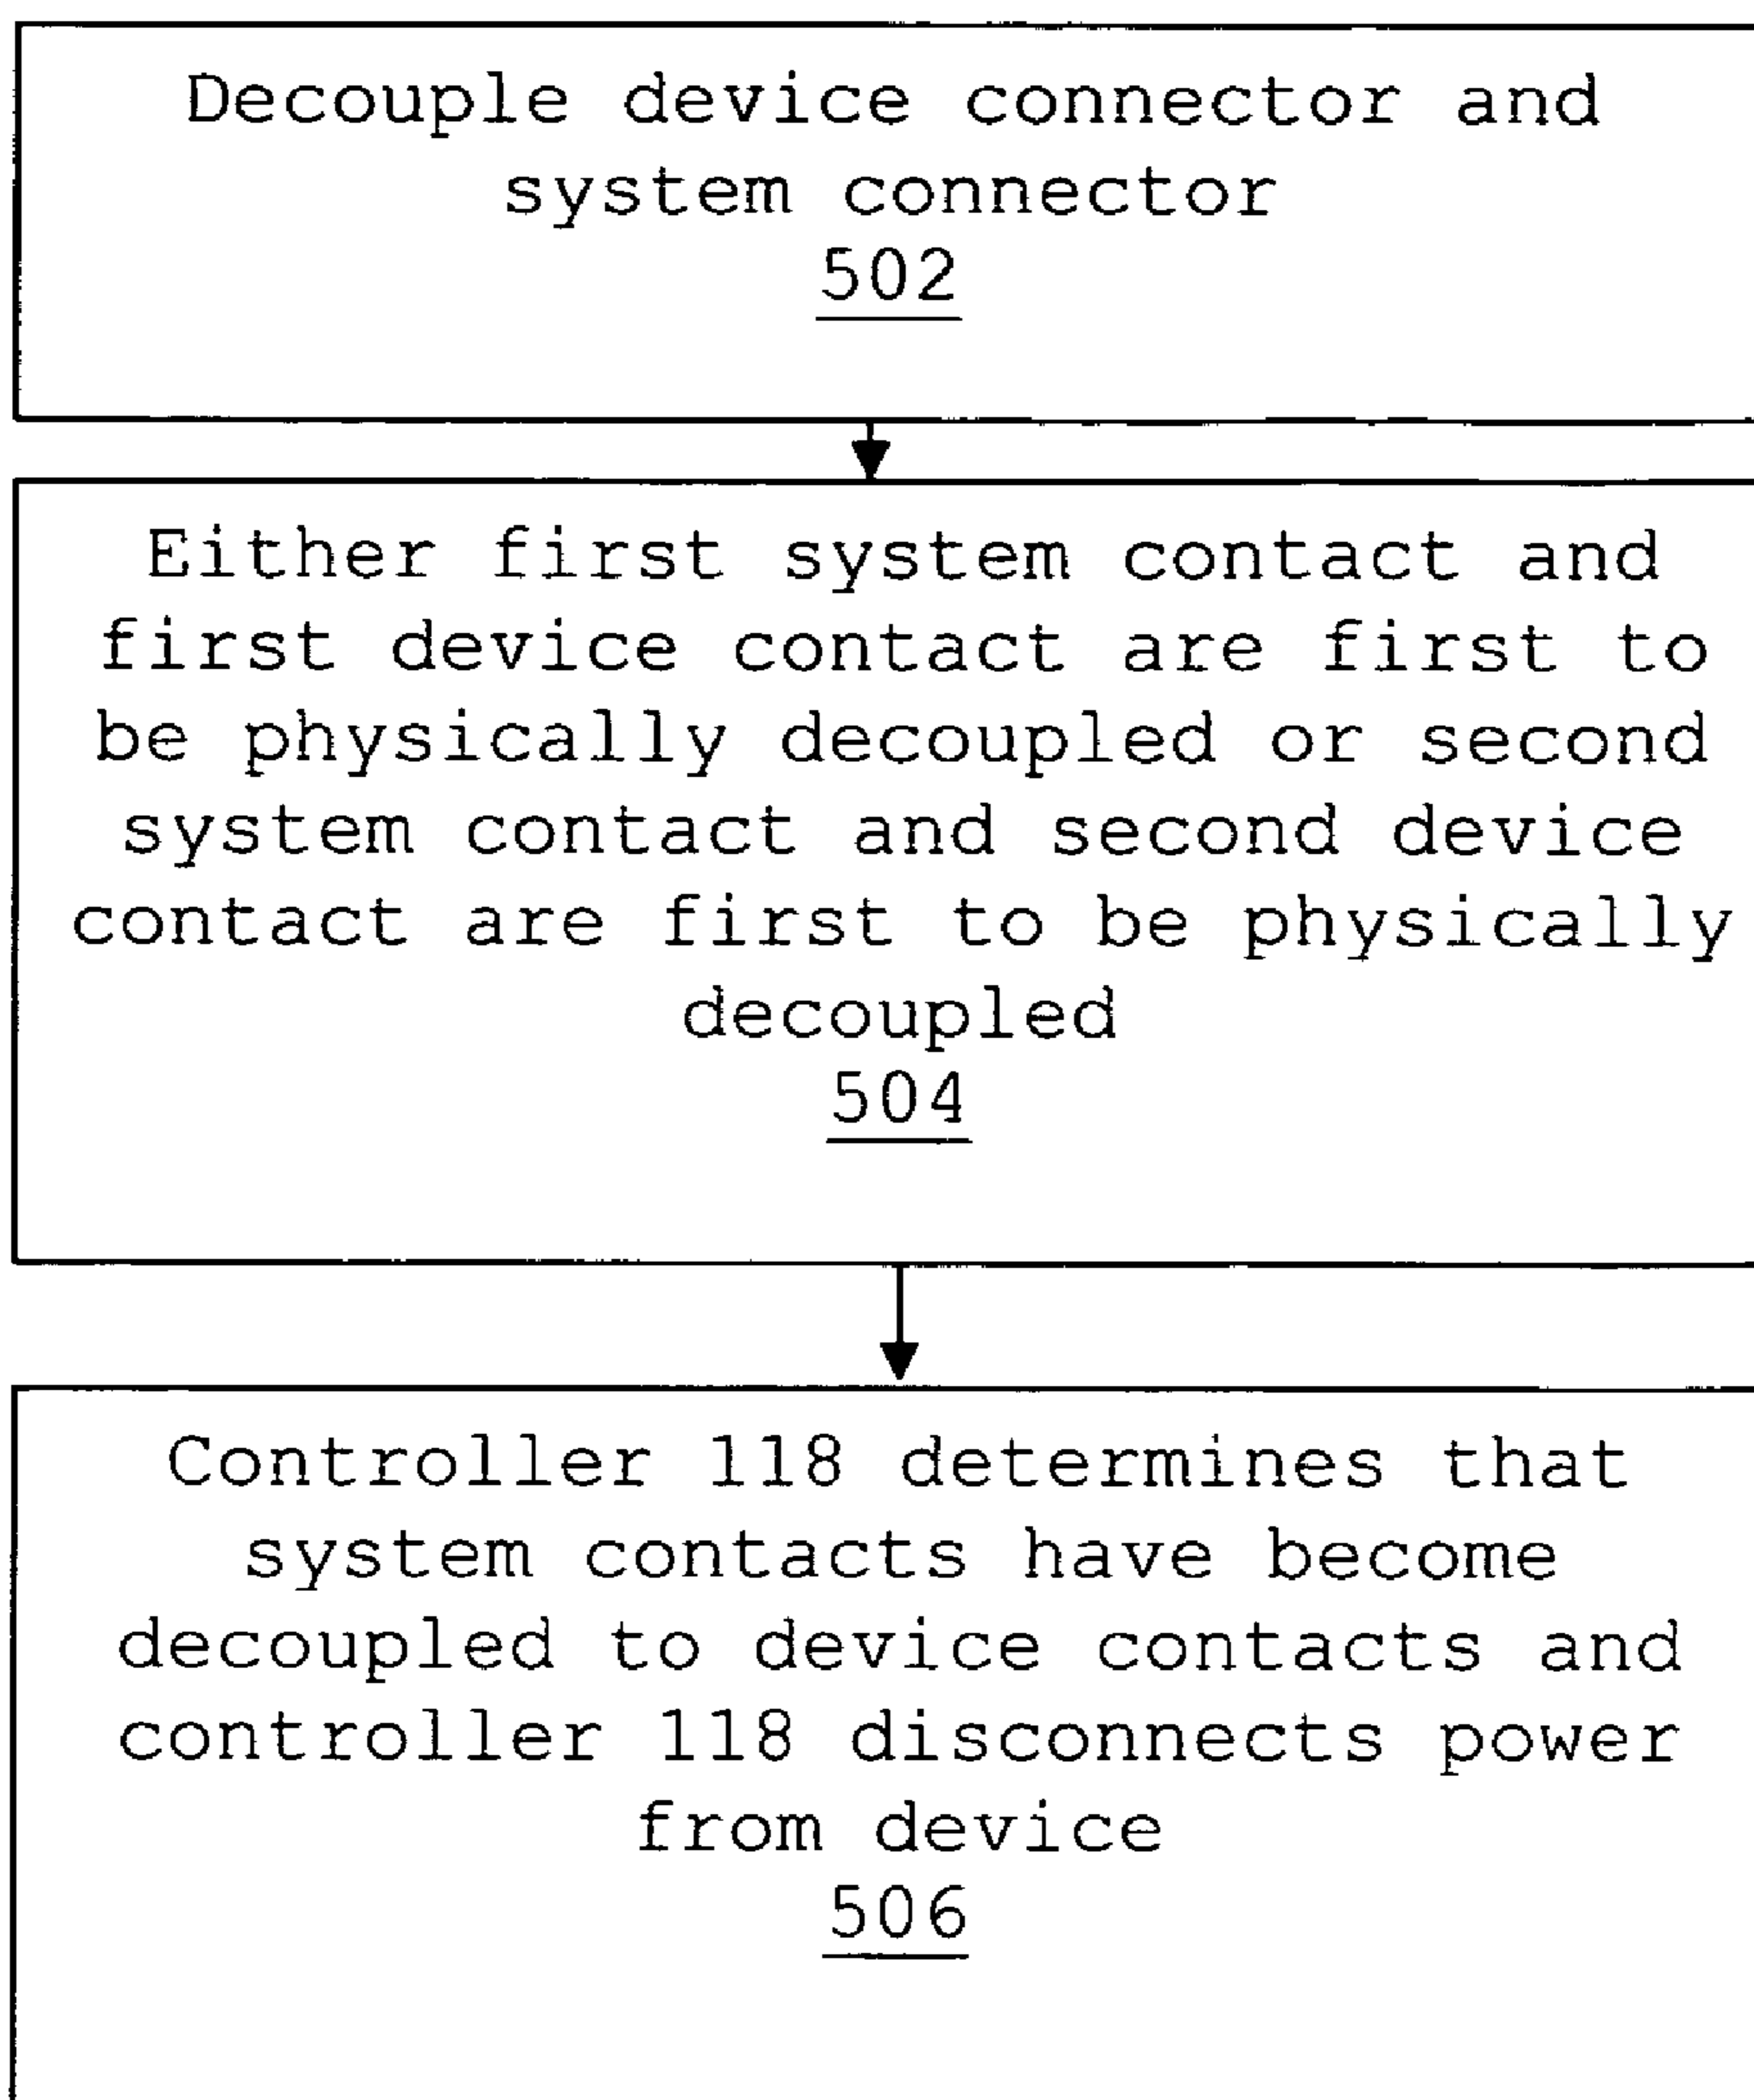 Decouple device connector and
system connector
502
Either first system contact and
first device contact are first to
be physically decoupled or second
system contact and second device
contact are first to be physically
decoupled
504
Controller 118 determines that
system contacts have become
decoupled to device contacts and
controller 118 disconnects power
from device
506